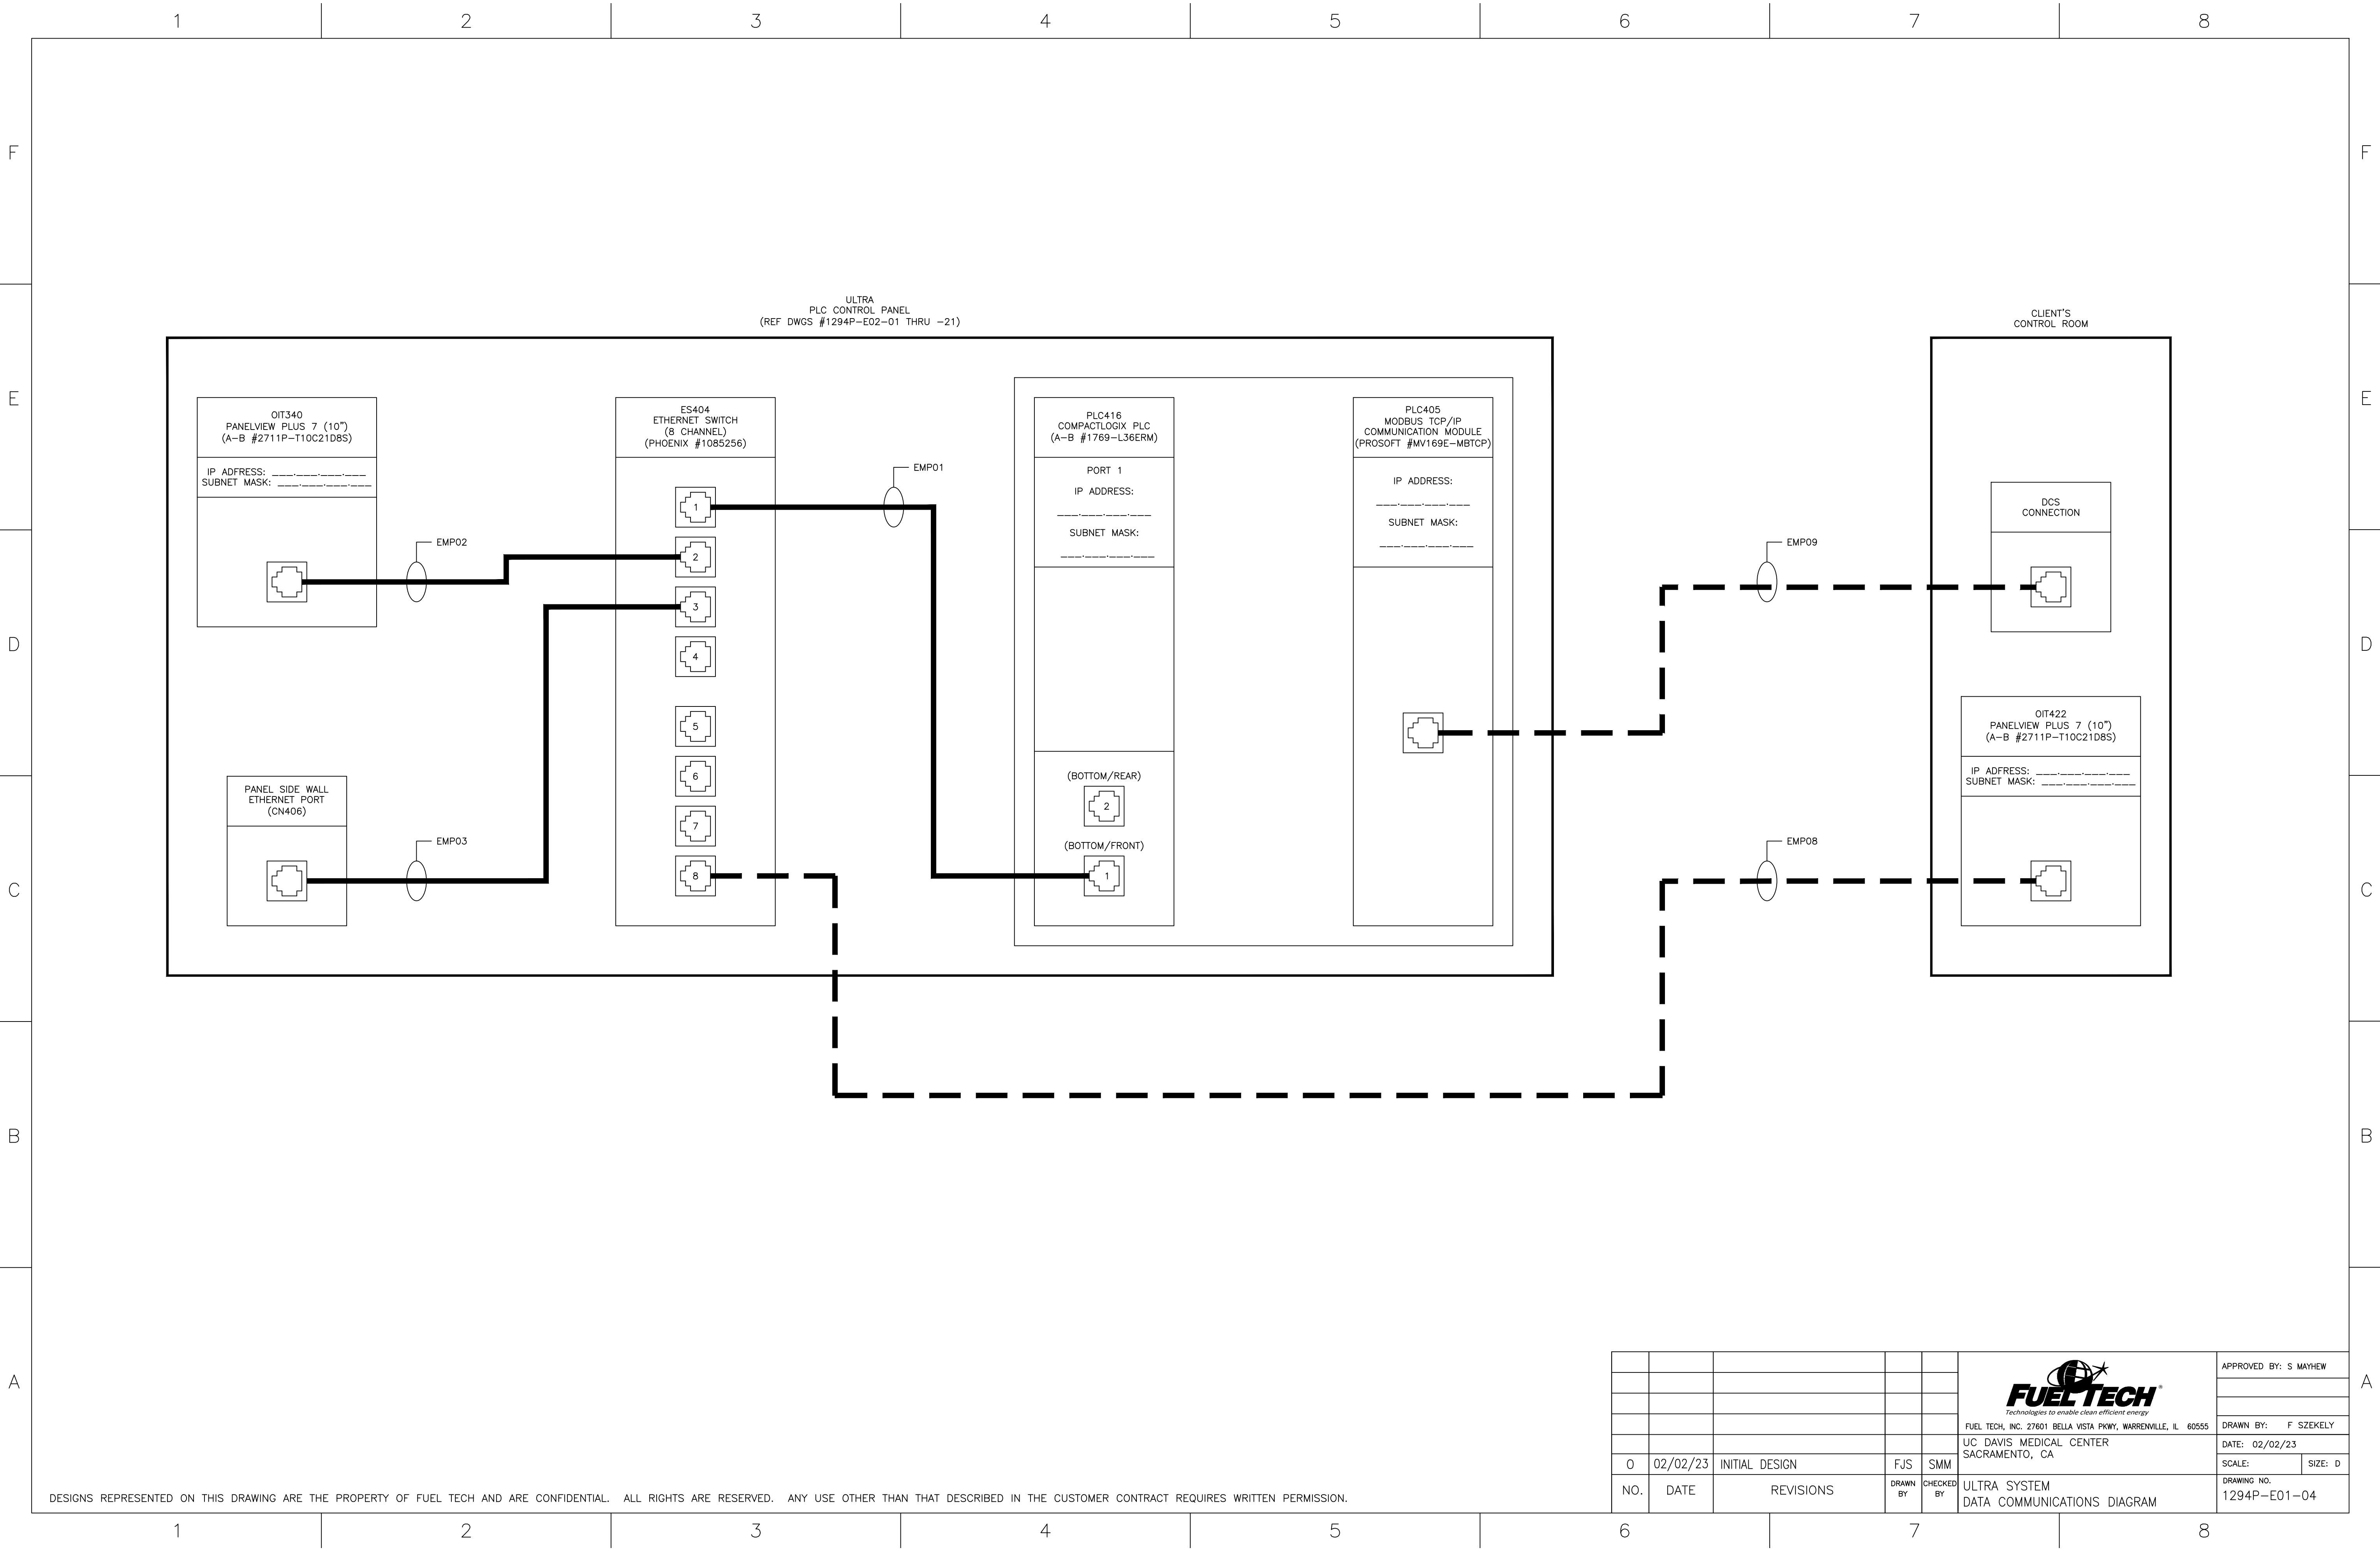 1 2 3 4 5 6 7 8
F F
E E
D D
C C
B B
A A
ULTRA
PLC CONTROL PANEL
(REF DWGS #1294P-E02-01 THRU -21)
CLIENT'S
CONTROL ROOM
OIT340
PANELVIEW PLUS 7 (10")
(A-B #2711P-T10C21D8S)
IP ADFRESS: ___.___.___.___
SUBNET MASK: ___.___.___.___
EMP02
PANEL SIDE WALL
ETHERNET PORT
(CN406)
EMP03
ES404
ETHERNET SWITCH
(8 CHANNEL)
(PHOENIX #1085256)
1
2
3
4
5
6
7
8
EMP01
PLC416
COMPACTLOGIX PLC
(A-B #1769-L36ERM)
PORT 1
IP ADDRESS:
___.___.___.___
SUBNET MASK:
___.___.___.___
(BOTTOM/REAR)
2
(BOTTOM/FRONT)
1
PLC405
MODBUS TCP/IP
COMMUNICATION MODULE
(PROSOFT #MV169E-MBTCP)
IP ADDRESS:
___.___.___.___
SUBNET MASK:
___.___.___.___
EMP09
EMP08
DCS
CONNECTION
OIT422
PANELVIEW PLUS 7 (10")
(A-B #2711P-T10C21D8S)
IP ADFRESS: ___.___.___.___
SUBNET MASK: ___.___.___.___
DESIGNS REPRESENTED ON THIS DRAWING ARE THE PROPERTY OF FUEL TECH AND ARE CONFIDENTIAL. ALL RIGHTS ARE RESERVED. ANY USE OTHER THAN THAT DESCRIBED IN THE CUSTOMER CONTRACT REQUIRES WRITTEN PERMISSION.
0 02/02/23 INITIAL DESIGN FJS SMM
NO. DATE REVISIONS DRAWN BY CHECKED BY
FUEL TECH®
Technologies to enable clean efficient energy
FUEL TECH, INC. 27601 BELLA VISTA PKWY, WARRENVILLE, IL 60555
UC DAVIS MEDICAL CENTER
SACRAMENTO, CA
ULTRA SYSTEM
DATA COMMUNICATIONS DIAGRAM
APPROVED BY: S MAYHEW
DRAWN BY: F SZEKELY
DATE: 02/02/23
SCALE: SIZE: D
DRAWING NO.
1294P-E01-04
1 2 3 4 5 6 7 8